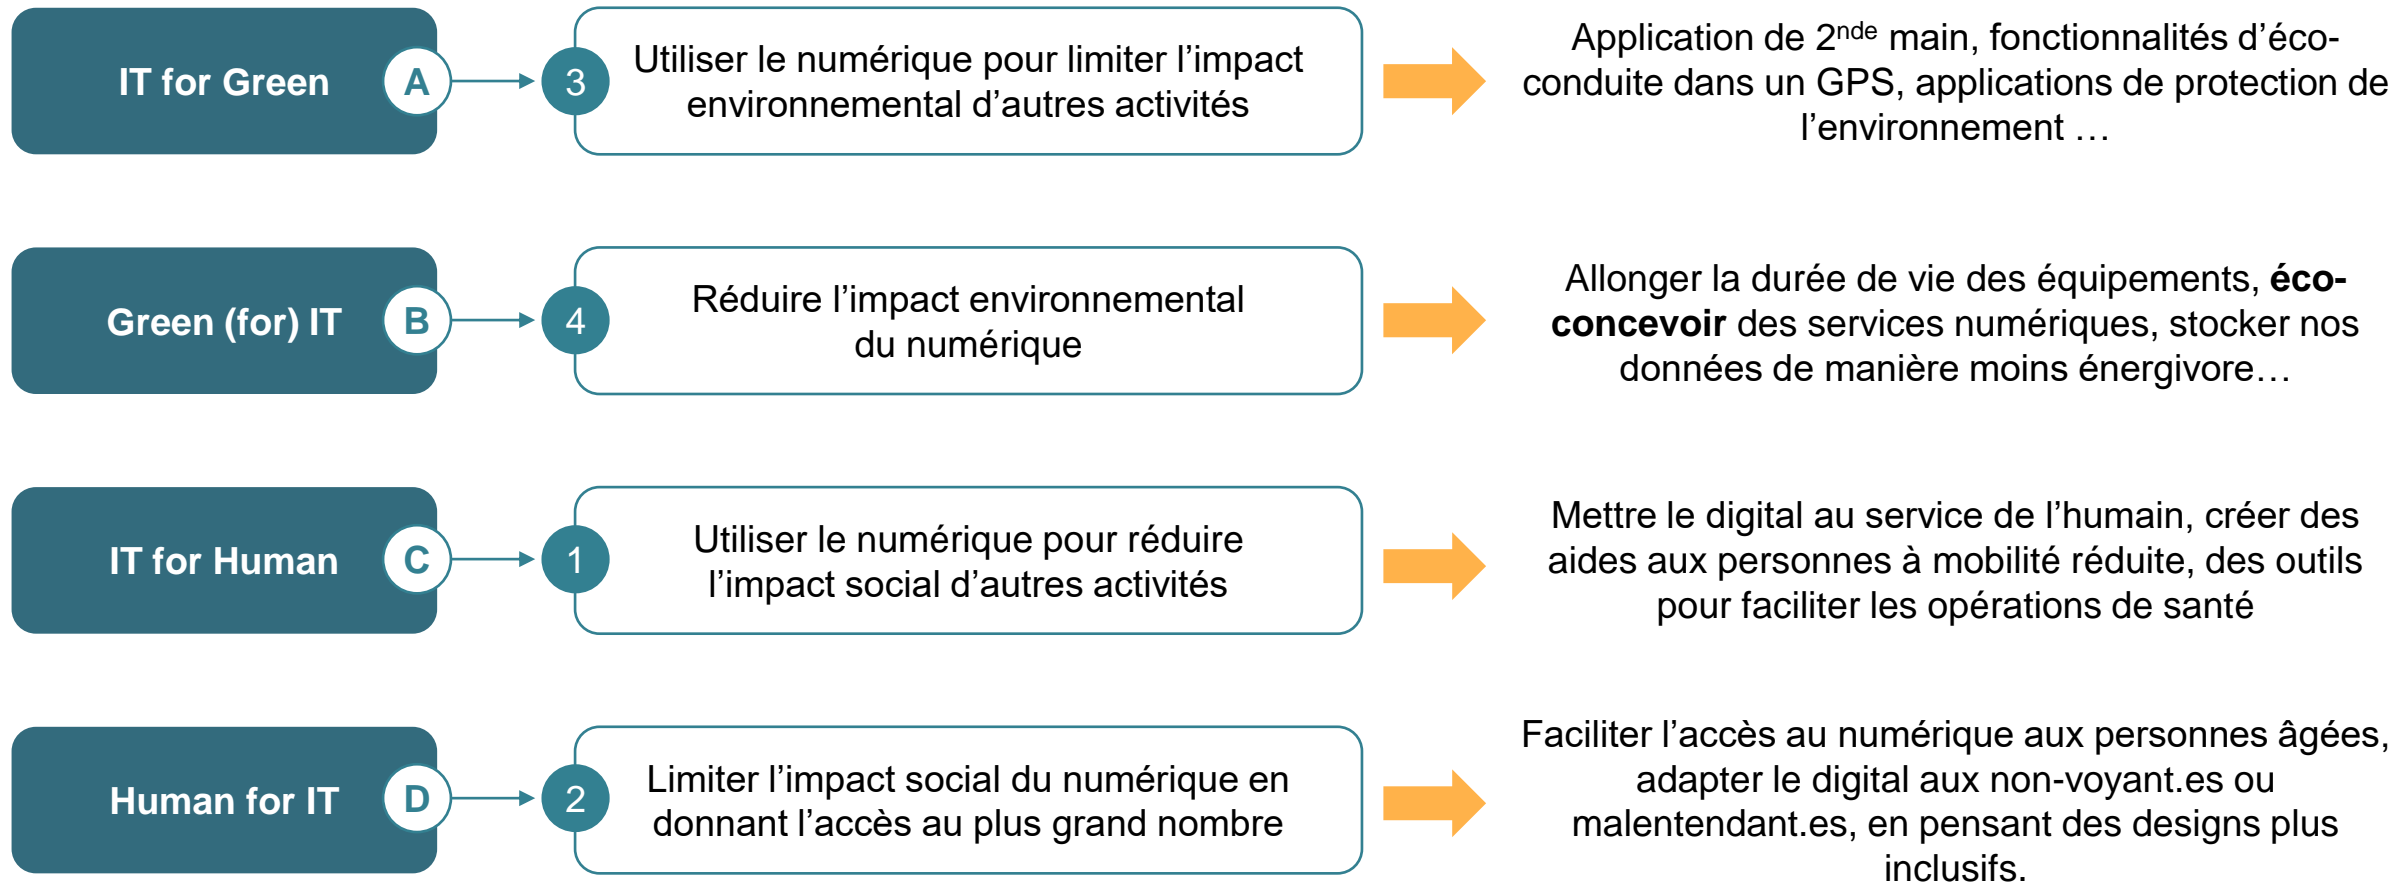 IT for Green
A
3
Utiliser le numérique pour limiter l’impact
environnemental d’autres activités
Application de 2nde main, fonctionnalités d’éco-
conduite dans un GPS, applications de protection de
l’environnement …
Green (for) IT
B
4
Réduire l’impact environnemental
du numérique
Allonger la durée de vie des équipements, éco-
concevoir des services numériques, stocker nos
données de manière moins énergivore…
IT for Human
C
1
Utiliser le numérique pour réduire
l’impact social d’autres activités
Mettre le digital au service de l’humain, créer des
aides aux personnes à mobilité réduite, des outils
pour faciliter les opérations de santé
Human for IT
D
2
Limiter l’impact social du numérique en
donnant l’accès au plus grand nombre
Faciliter l’accès au numérique aux personnes âgées,
adapter le digital aux non-voyant.es ou
malentendant.es, en pensant des designs plus
inclusifs.